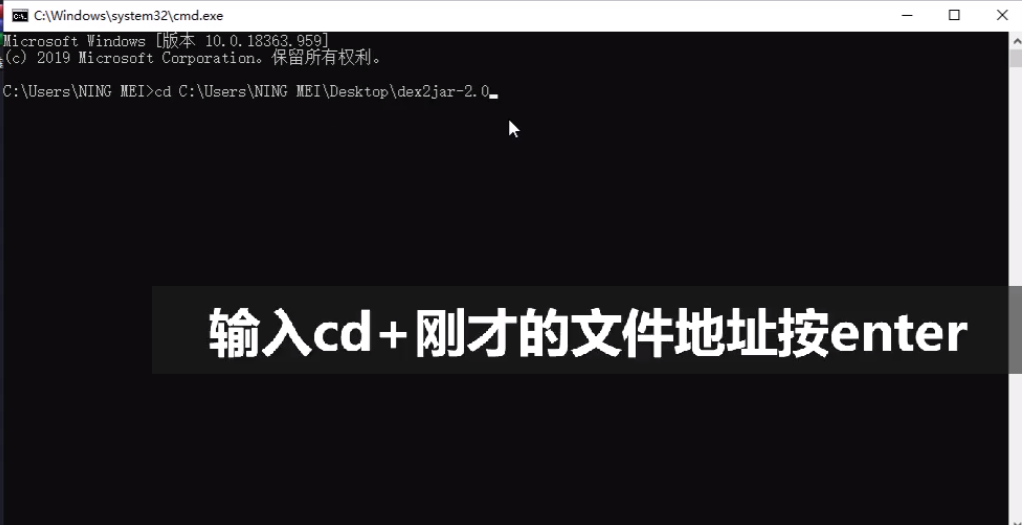 C:\Windows\system32\cmd.exe
Microsoft Windows [版本 10.0.18363.959]
(c) 2019 Microsoft Corporation。保留所有权利。
C:\Users\NING MEI>cd C:\Users\NING MEI\Desktop\dex2jar-2.0
输入cd+刚才的文件地址按enter